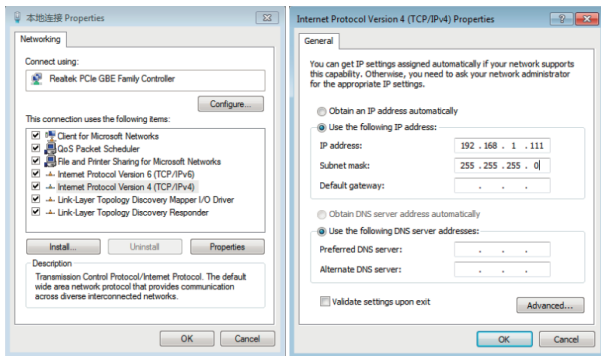 本地连接 Properties
Networking
Connect using:
Realtek PCIe GBE Family Controller
Configure...
This connection uses the following items:
Client for Microsoft Networks
QoS Packet Scheduler
File and Printer Sharing for Microsoft Networks
Internet Protocol Version 6 (TCP/IPv6)
Internet Protocol Version 4 (TCP/IPv4)
Link-Layer Topology Discovery Mapper I/O Driver
Link-Layer Topology Discovery Responder
Install... Uninstall Properties
Description
Transmission Control Protocol/Internet Protocol. The default
wide area network protocol that provides communication
across diverse interconnected networks.
OK Cancel
Internet Protocol Version 4 (TCP/IPv4) Properties
General
You can get IP settings assigned automatically if your network supports
this capability. Otherwise, you need to ask your network administrator
for the appropriate IP settings.
Obtain an IP address automatically
Use the following IP address:
IP address: 192 . 168 . 1 . 111
Subnet mask: 255 . 255 . 255 . 0
Default gateway: . . .
Obtain DNS server address automatically
Use the following DNS server addresses:
Preferred DNS server: . . .
Alternate DNS server: . . .
Validate settings upon exit
Advanced...
OK Cancel